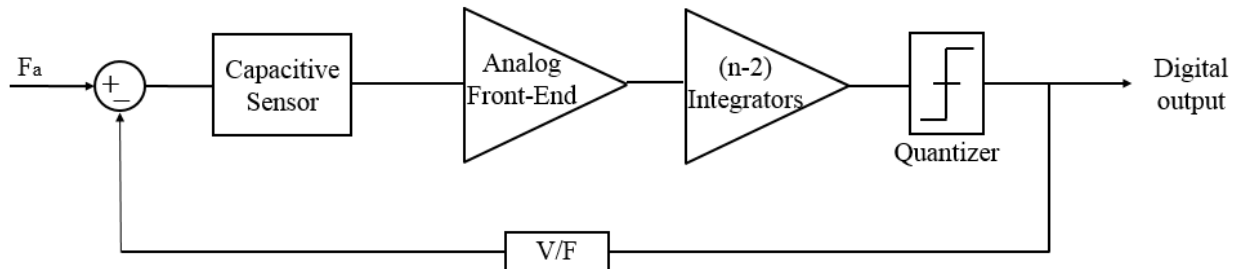 Fa
+
−
Capacitive
Sensor
Analog
Front-End
(n-2)
Integrators
Quantizer
Digital
output
V/F